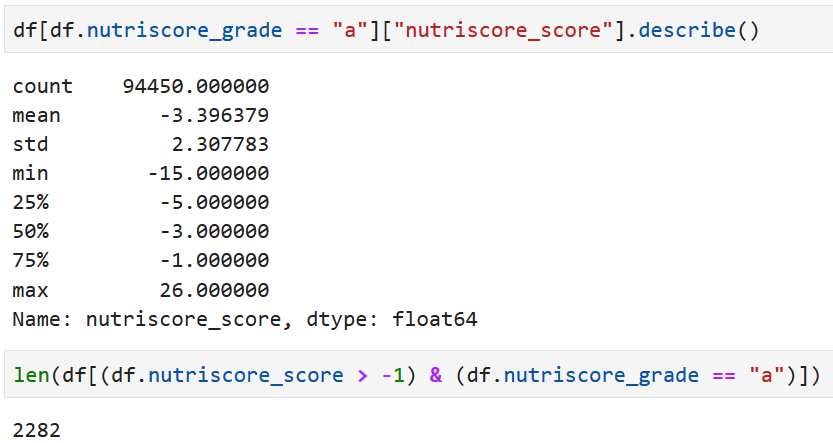 df[df.nutriscore_grade == "a"]["nutriscore_score"].describe()
count    94450.000000
mean        -3.396379
std          2.307783
min        -15.000000
25%         -5.000000
50%         -3.000000
75%         -1.000000
max         26.000000
Name: nutriscore_score, dtype: float64
len(df[(df.nutriscore_score > -1) & (df.nutriscore_grade == "a")])
2282